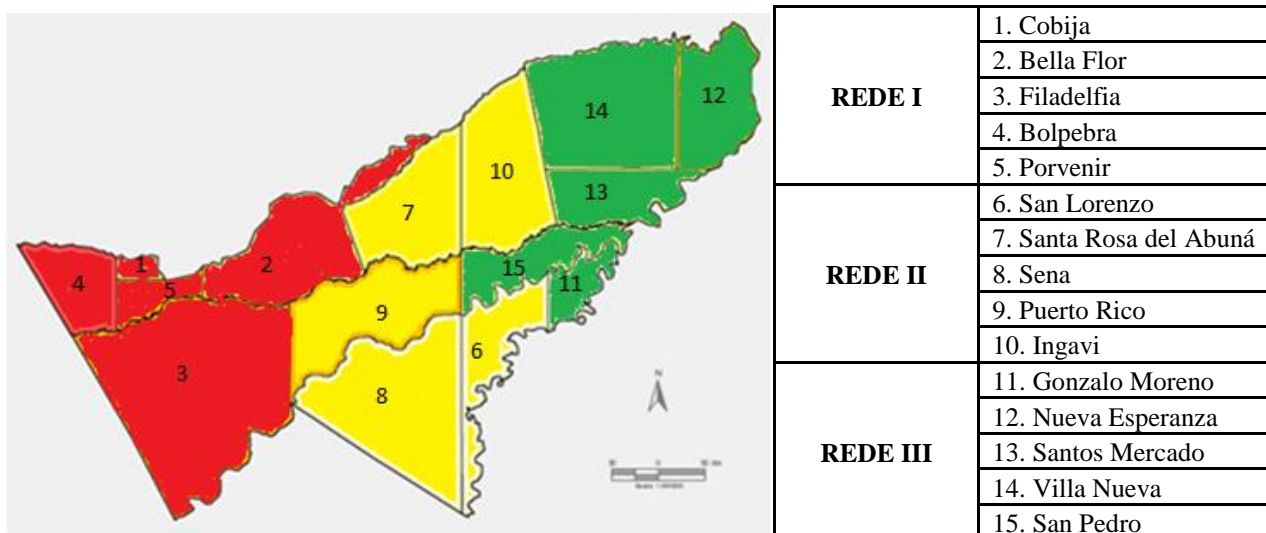 14
12
10
13
7
1
2
15
4
5
11
9
6
3
8
N
REDE I
1. Cobija
2. Bella Flor
3. Filadelfia
4. Bolpebra
5. Porvenir
REDE II
6. San Lorenzo
7. Santa Rosa del Abuná
8. Sena
9. Puerto Rico
10. Ingavi
REDE III
11. Gonzalo Moreno
12. Nueva Esperanza
13. Santos Mercado
14. Villa Nueva
15. San Pedro